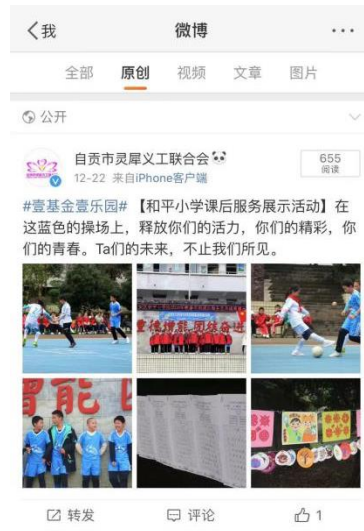 我
微博
全部 原创 视频 文章 图片
公开
自贡市灵犀义工联合会
655
阅读
12-22 来自iPhone客户端
#壹基金壹乐园#【和平小学课后服务展示活动】在
这蓝色的操场上，释放你们的活力，你们的精彩，你
们的青春。Ta们的未来，不止我们所见。
智能
转发 评论 1